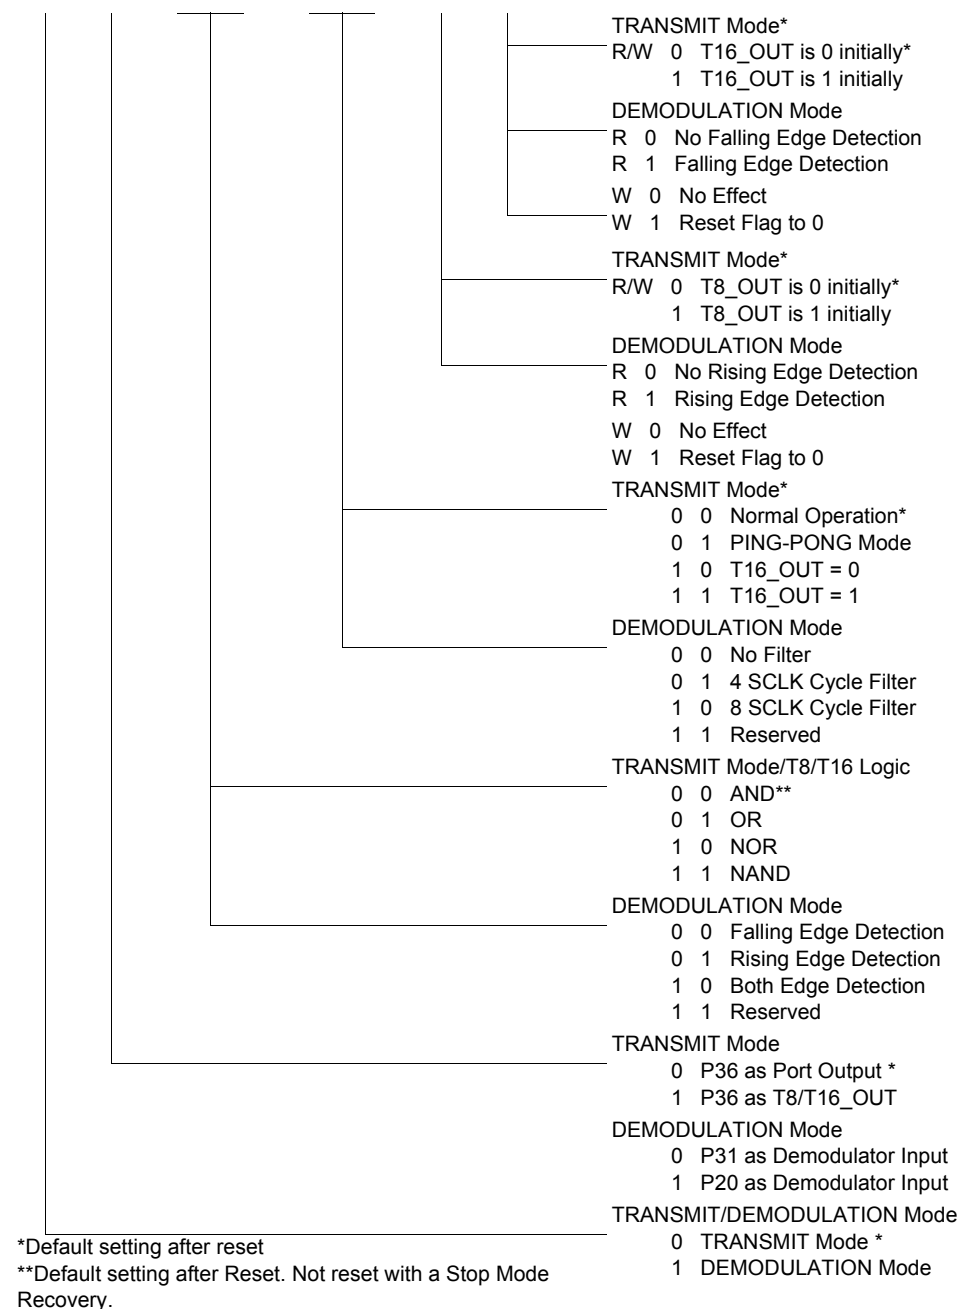 TRANSMIT Mode*
R/W 0 T16_OUT is 0 initially*
1 T16_OUT is 1 initially
DEMODULATION Mode
R 0 No Falling Edge Detection
R 1 Falling Edge Detection
W 0 No Effect
W 1 Reset Flag to 0
TRANSMIT Mode*
R/W 0 T8_OUT is 0 initially*
1 T8_OUT is 1 initially
DEMODULATION Mode
R 0 No Rising Edge Detection
R 1 Rising Edge Detection
W 0 No Effect
W 1 Reset Flag to 0
TRANSMIT Mode*
0 0 Normal Operation*
0 1 PING-PONG Mode
1 0 T16_OUT = 0
1 1 T16_OUT = 1
DEMODULATION Mode
0 0 No Filter
0 1 4 SCLK Cycle Filter
1 0 8 SCLK Cycle Filter
1 1 Reserved
TRANSMIT Mode/T8/T16 Logic
0 0 AND**
0 1 OR
1 0 NOR
1 1 NAND
DEMODULATION Mode
0 0 Falling Edge Detection
0 1 Rising Edge Detection
1 0 Both Edge Detection
1 1 Reserved
TRANSMIT Mode
0 P36 as Port Output *
1 P36 as T8/T16_OUT
DEMODULATION Mode
0 P31 as Demodulator Input
1 P20 as Demodulator Input
TRANSMIT/DEMODULATION Mode
0 TRANSMIT Mode *
1 DEMODULATION Mode
*Default setting after reset
**Default setting after Reset. Not reset with a Stop Mode
Recovery.